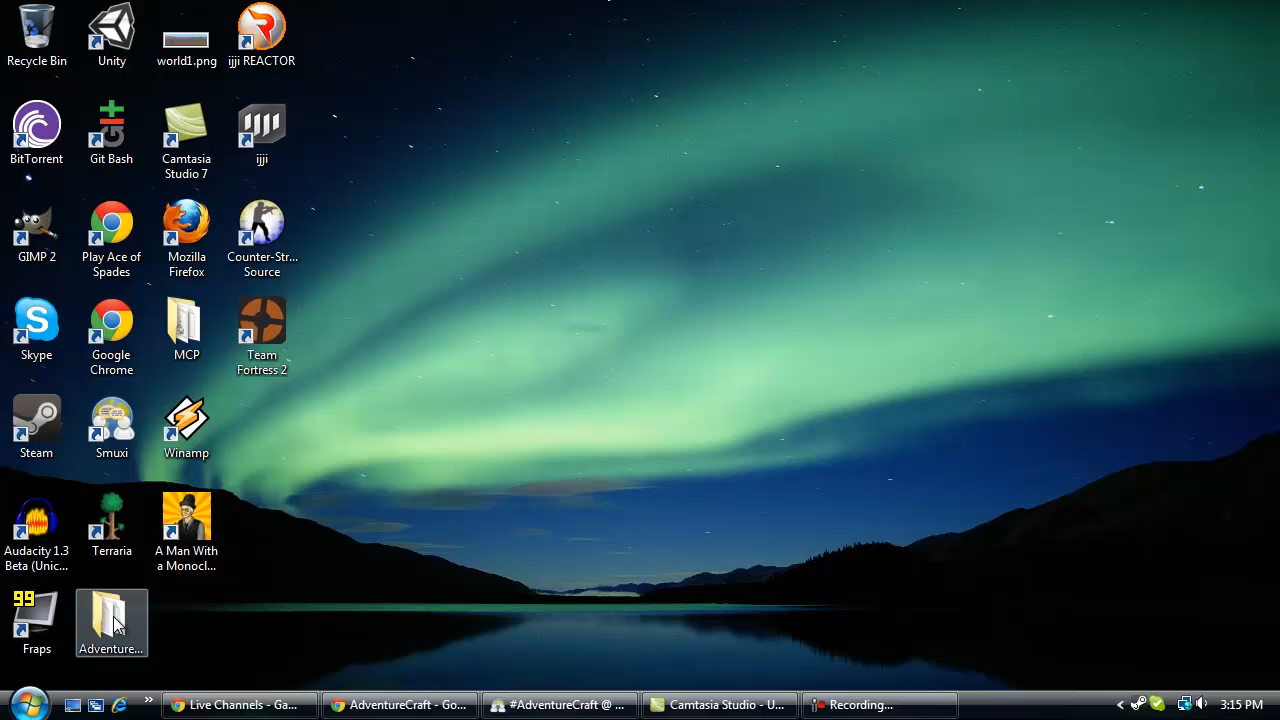 Recycle Bin
Unity
world1.png
ijji REACTOR
BitTorrent
Git Bash
Camtasia
Studio 7
ijji
GIMP 2
Play Ace of
Spades
Mozilla
Firefox
Counter-Str...
Source
Skype
Google
Chrome
MCP
Team
Fortress 2
Steam
Smuxi
Winamp
Audacity 1.3
Beta (Unic...
Terraria
A Man With
a Monocl...
99
Fraps
Adventure...
Live Channels - Ga...
AdventureCraft - Go...
#AdventureCraft @ ...
Camtasia Studio - U...
Recording...
3:15 PM